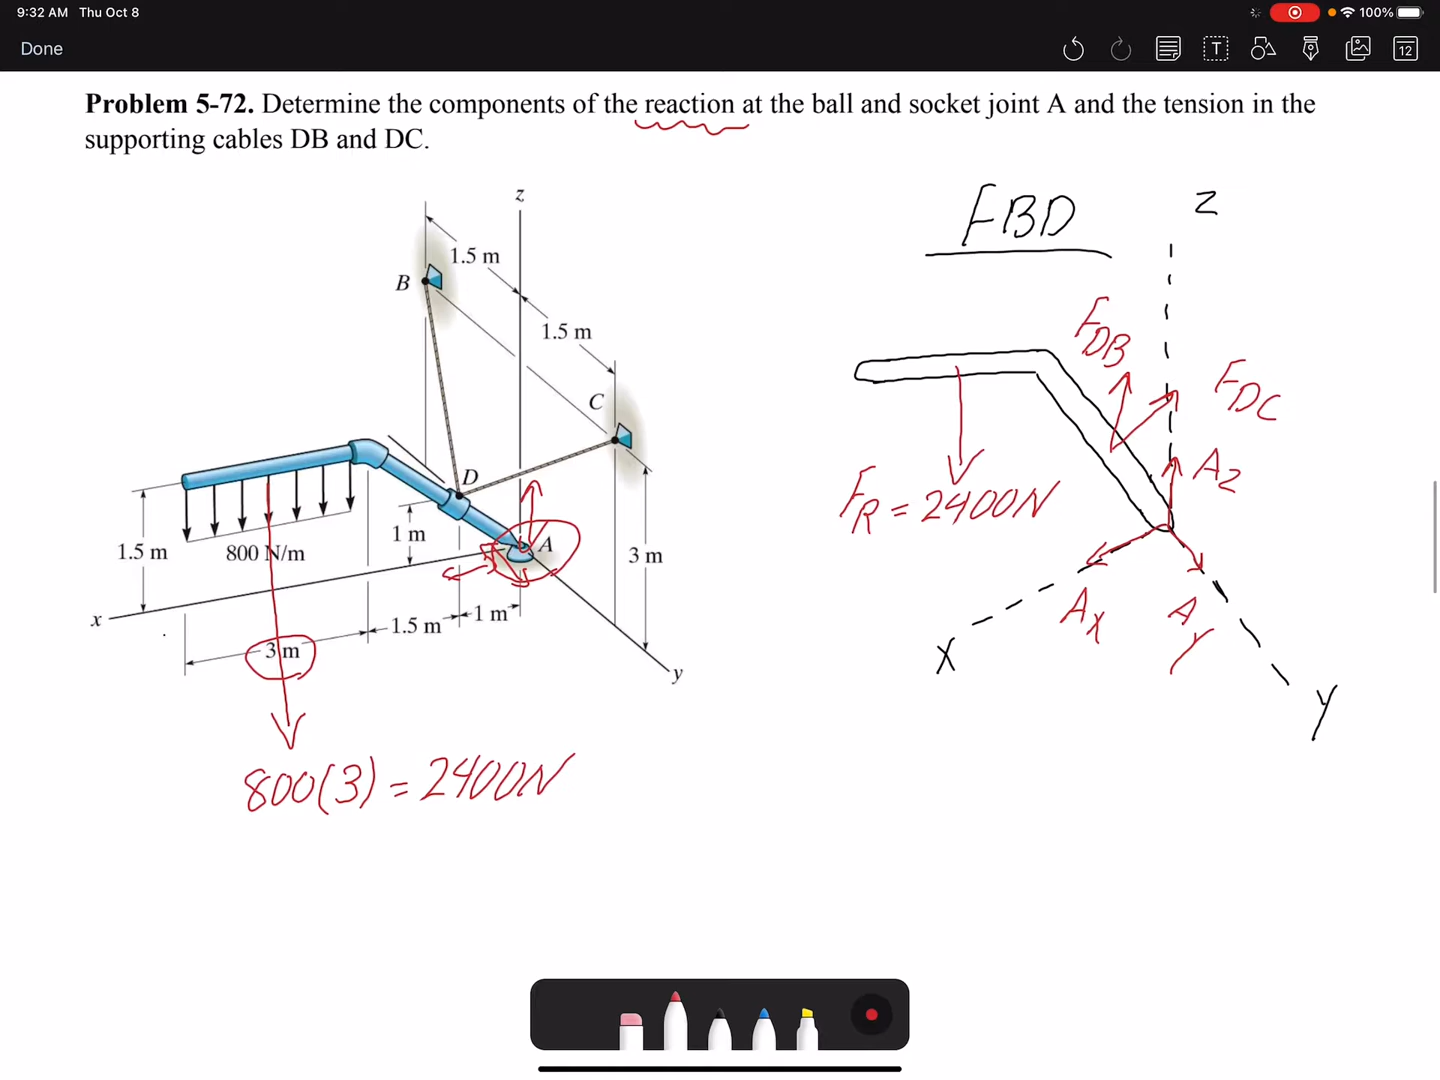 9:32 AM Thu Oct 8
100%
Done
T
12
Problem 5-72. Determine the components of the reaction at the ball and socket joint A and the tension in the
supporting cables DB and DC.
z
1.5 m
B
1.5 m
C
D
1 m
A
1.5 m
800 N/m
3 m
x
1.5 m
1 m
3 m
y
800(3) = 2400N
FBD
Z
FDB
FDC
AZ
FR = 2400N
AX
AY
X
Y